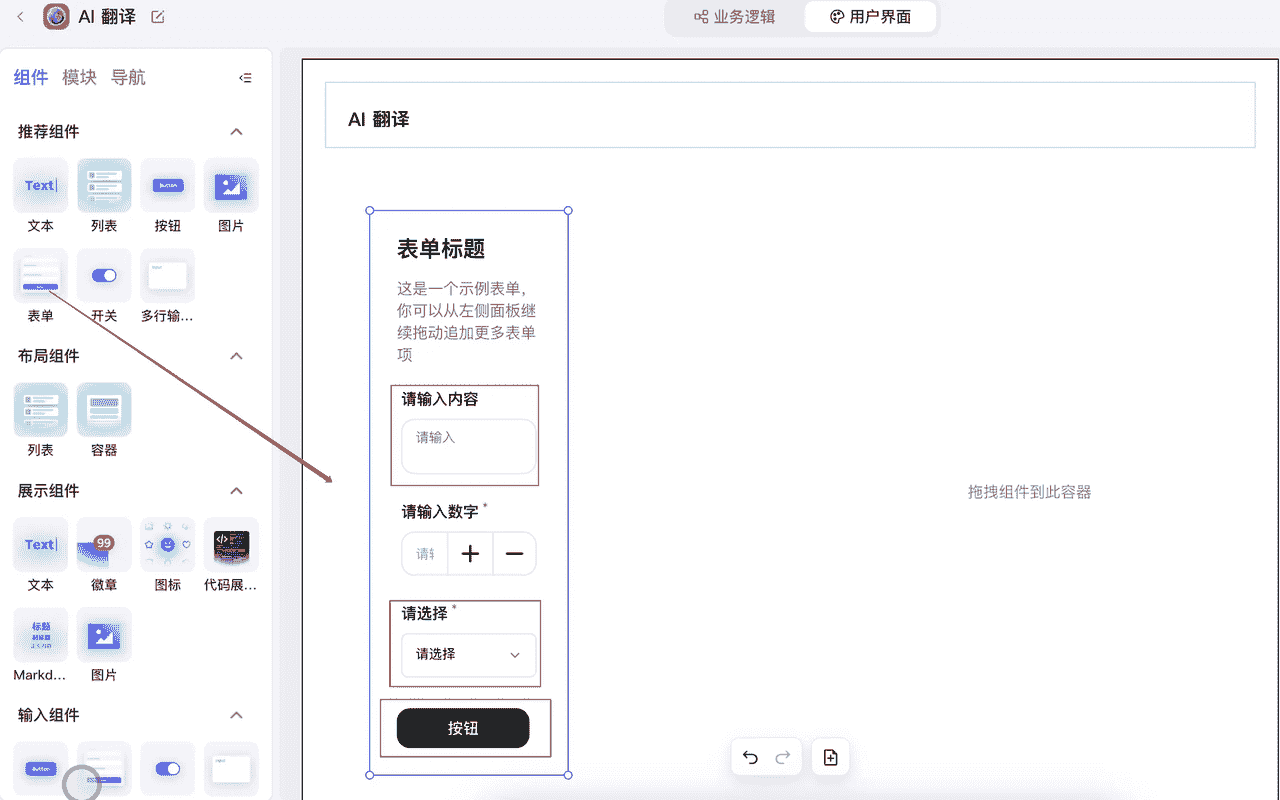 AI 翻译
业务逻辑
用户界面
组件 模块 导航
推荐组件
Text
Button
文本 列表 按钮 图片
表单 开关 多行输...
布局组件
列表 容器
展示组件
Text
99
文本 徽章 图标 代码展...
标题
Markd... 图片
输入组件
Button
AI 翻译
表单标题
这是一个示例表单，
你可以从左侧面板继
续拖动追加更多表单
项
请输入内容
请输入
请输入数字 *
请选择 *
请选择
按钮
拖拽组件到此容器